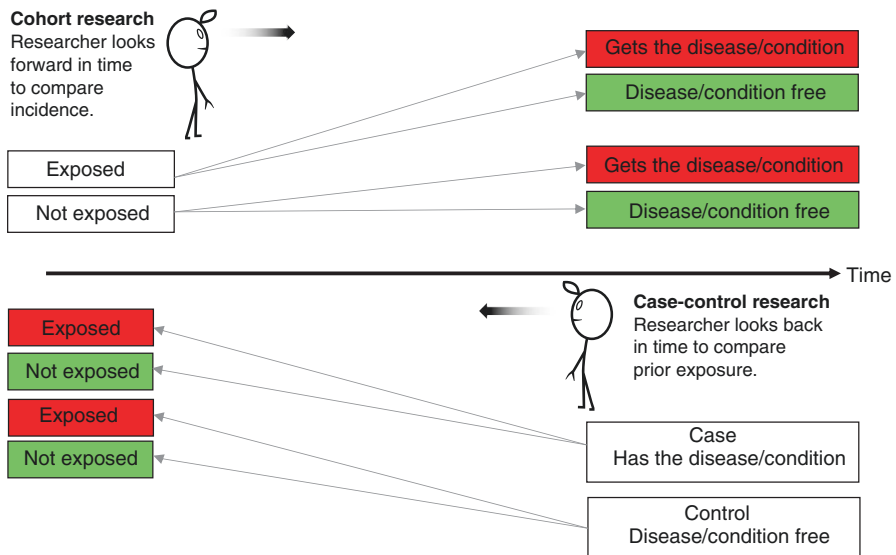 Cohort research
Researcher looks
forward in time
to compare
incidence.
Gets the disease/condition
Disease/condition free
Exposed
Not exposed
Gets the disease/condition
Disease/condition free
Time
Case-control research
Researcher looks back
in time to compare
prior exposure.
Exposed
Not exposed
Exposed
Not exposed
Case
Has the disease/condition
Control
Disease/condition free